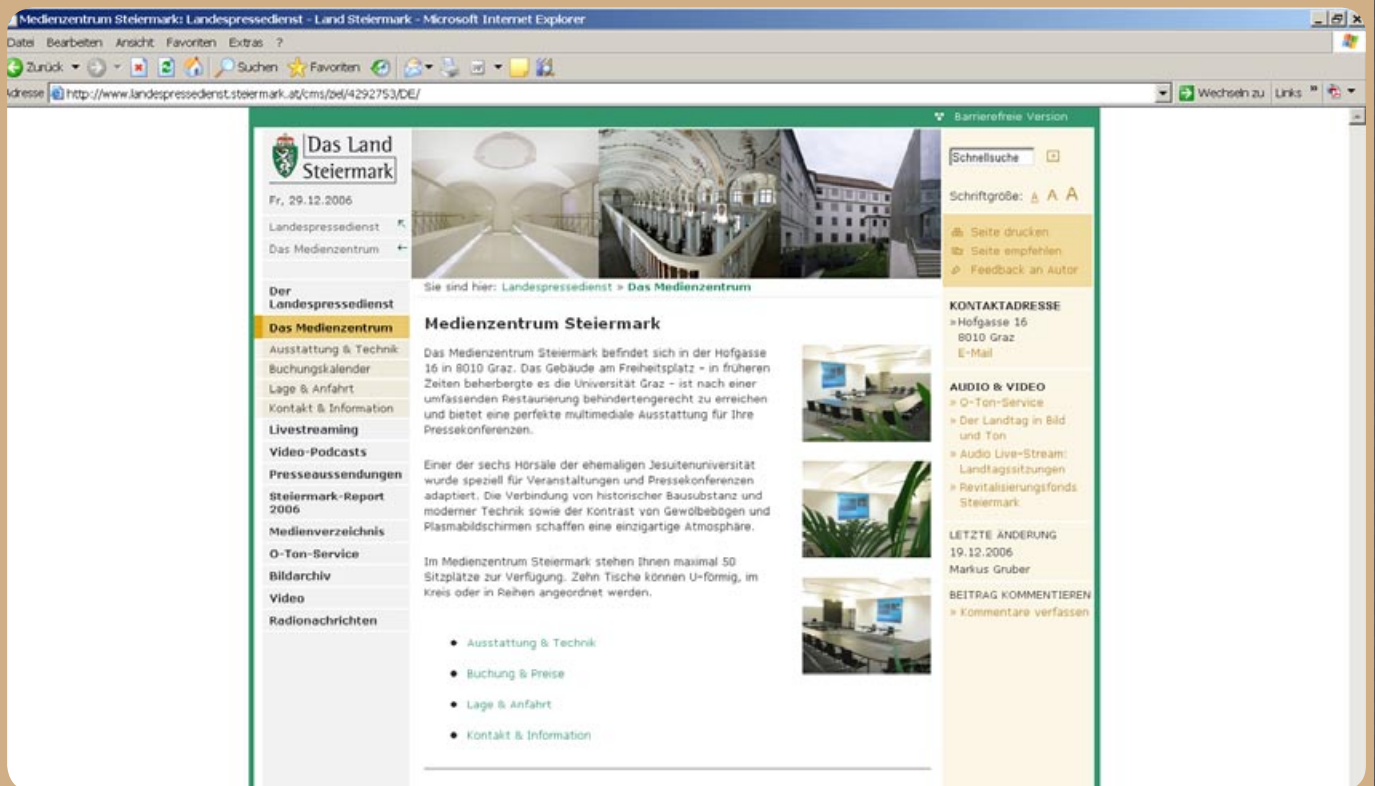 Medienzentrum Steiermark: Landespressedienst - Land Steiermark - Microsoft Internet Explorer
Datei Bearbeiten Ansicht Favoriten Extras ?
Zurück Suchen Favoriten
Adresse http://www.landespressedienst.steiermark.at/cms/ziel/4292753/DE/ Wechseln zu Links »
Barrierefreie Version
Das Land
Steiermark
Fr, 29.12.2006
Landespressedienst
Das Medienzentrum
Der
Landespressedienst
Das Medienzentrum
Ausstattung & Technik
Buchungskalender
Lage & Anfahrt
Kontakt & Information
Livestreaming
Video-Podcasts
Presseaussendungen
Steiermark-Report
2006
Medienverzeichnis
O-Ton-Service
Bildarchiv
Video
Radionachrichten
Sie sind hier: Landespressedienst » Das Medienzentrum
Medienzentrum Steiermark
Das Medienzentrum Steiermark befindet sich in der Hofgasse
16 in 8010 Graz. Das Gebäude am Freiheitsplatz - in früheren
Zeiten beherbergte es die Universität Graz - ist nach einer
umfassenden Restaurierung behindertengerecht zu erreichen
und bietet eine perfekte multimediale Ausstattung für Ihre
Pressekonferenzen.
Einer der sechs Hörsäle der ehemaligen Jesuitenuniversität
wurde speziell für Veranstaltungen und Pressekonferenzen
adaptiert. Die Verbindung von historischer Bausubstanz und
moderner Technik sowie der Kontrast von Gewölbebögen und
Plasmabildschirmen schaffen eine einzigartige Atmosphäre.
Im Medienzentrum Steiermark stehen Ihnen maximal 50
Sitzplätze zur Verfügung. Zehn Tische können U-förmig, im
Kreis oder in Reihen angeordnet werden.
Ausstattung & Technik
Buchung & Preise
Lage & Anfahrt
Kontakt & Information
Schnellsuche
Schriftgröße: A A A
Seite drucken
Seite empfehlen
Feedback an Autor
KONTAKTADRESSE
» Hofgasse 16
8010 Graz
E-Mail
AUDIO & VIDEO
» O-Ton-Service
» Der Landtag in Bild
und Ton
» Audio Live-Stream:
Landtagssitzungen
» Revitalisierungsfonds
Steiermark
LETZTE ÄNDERUNG
19.12.2006
Markus Gruber
BEITRAG KOMMENTIEREN
» Kommentare verfassen